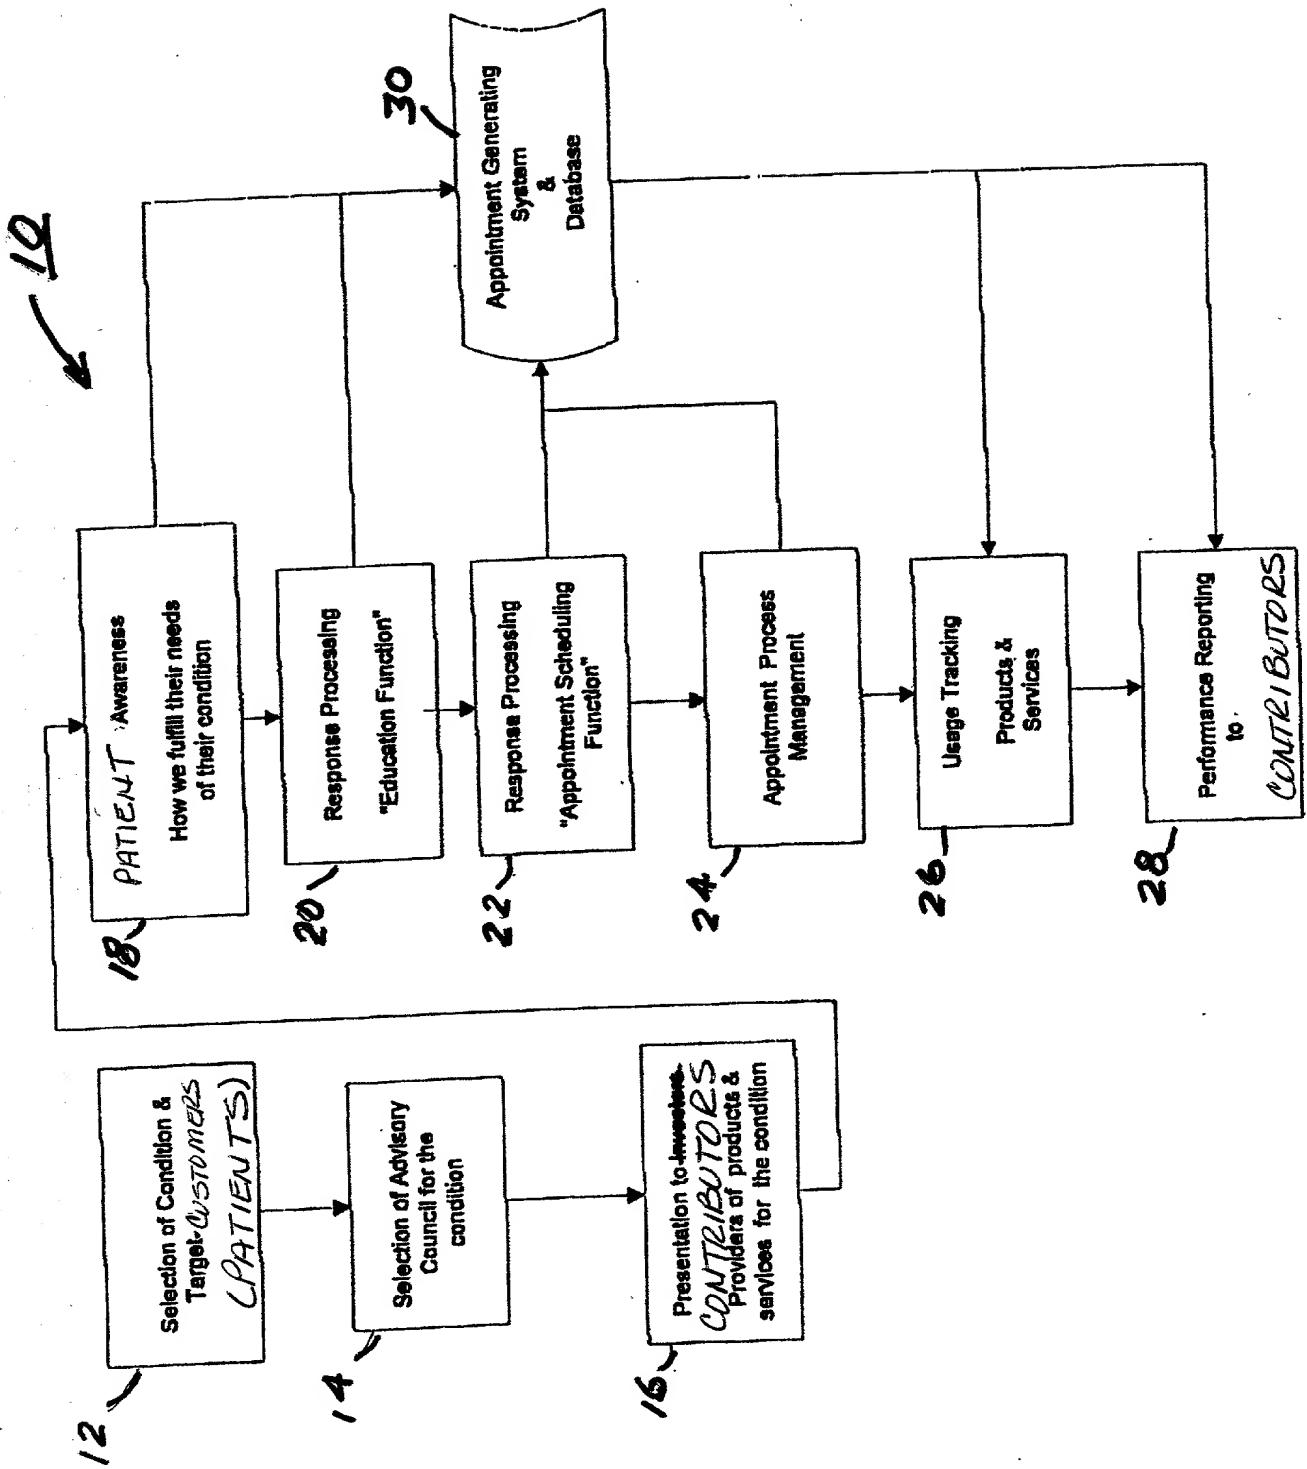 10
12
Selection of Condition &
Target CUSTOMERS
(PATIENTS)
14
Selection of Advisory
Council for the
condition
16
Presentation to Investors
CONTRIBUTORS
Providers of products &
services for the condition
18
PATIENT Awareness
How we fulfill their needs
of their condition
20
Response Processing
"Education Function"
22
Response Processing
"Appointment Scheduling
Function"
24
Appointment Process
Management
26
Usage Tracking
Products &
Services
28
Performance Reporting
to
CONTRIBUTORS
30
Appointment Generating
System
&
Database